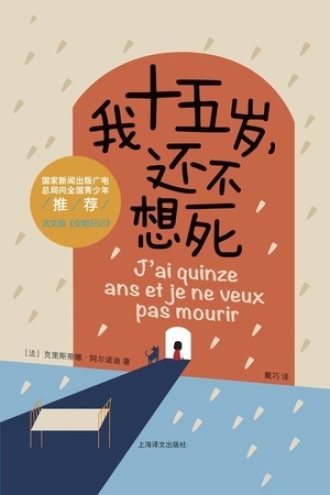 我十五岁，
还不
想死
国家新闻出版广电
总局向全国青少年
/推/荐/
法文版《安妮日记》
J'ai quinze
ans et je ne veux
pas mourir
［法］克里斯蒂娜·阿尔诺迪 著
戴巧 译
上海译文出版社